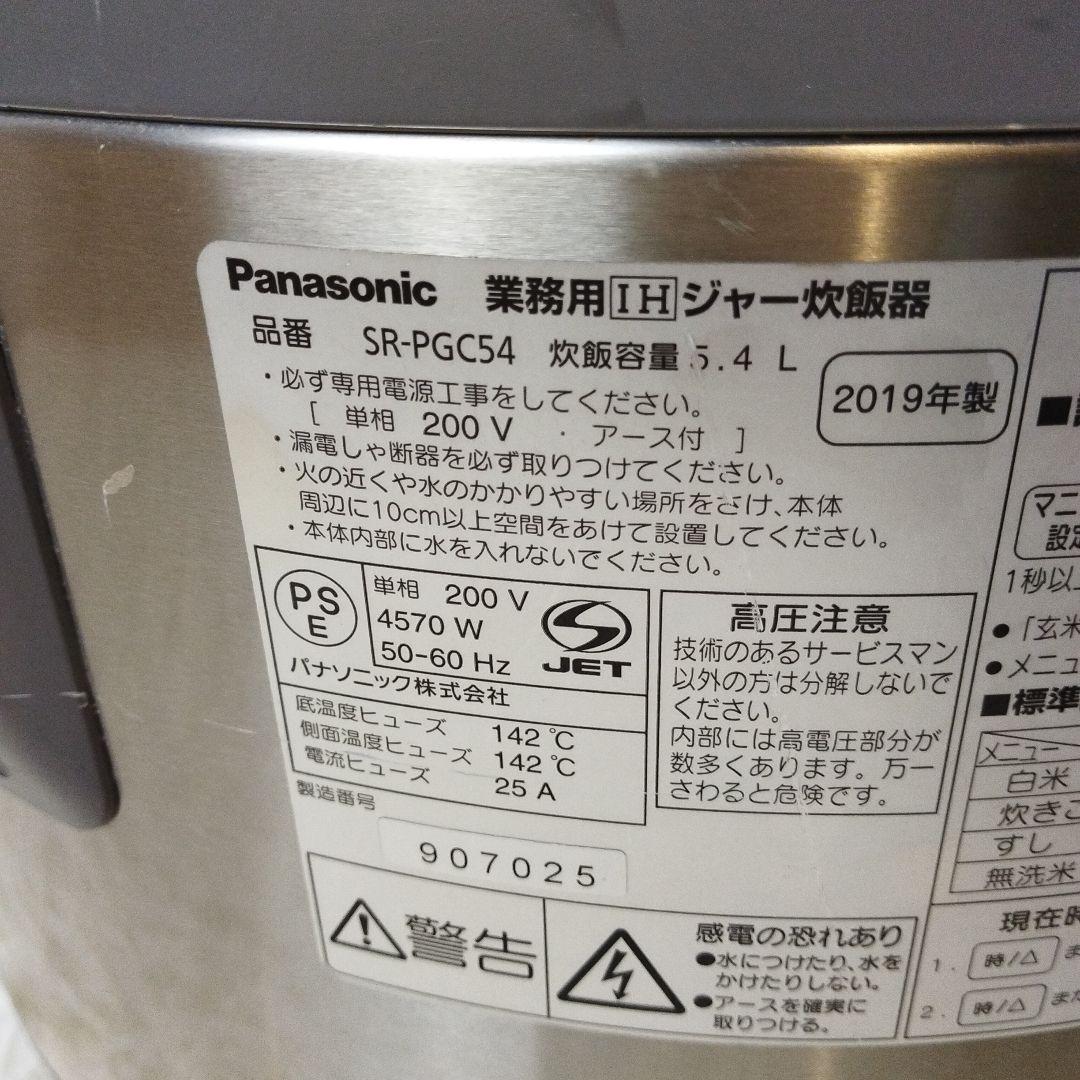 Panasonic 業務用IHジャー炊飯器
品番 SR-PGC54 炊飯容量 5.4 L
・必ず専用電源工事をしてください。
[ 単相 200 V ・ アース付 ]
2019年製
・漏電しゃ断器を必ず取りつけてください。
・火の近くや水のかかりやすい場所をさけ、本体
周辺に10cm以上空間をあけて設置してください。
・本体内部に水を入れないでください。
PSE
単相 200 V
4570 W
50-60 Hz
JET
パナソニック株式会社
底温度ヒューズ 142 ℃
側面温度ヒューズ 142 ℃
電流ヒューズ 25 A
製造番号
907025
高圧注意
技術のあるサービスマン
以外の方は分解しないで
ください。
内部には高電圧部分が
数多くあります。万一
さわると危険です。
警告
感電の恐れあり
●水につけたり、水を
かけたりしない。
●アースを確実に
取りつける。
マニ
設定
1秒以上
●「玄米
●メニュー
■標準
メニュー
白米
炊きこ
すし
無洗米
現在時
1. 時/△ ま
2. 時/△ また